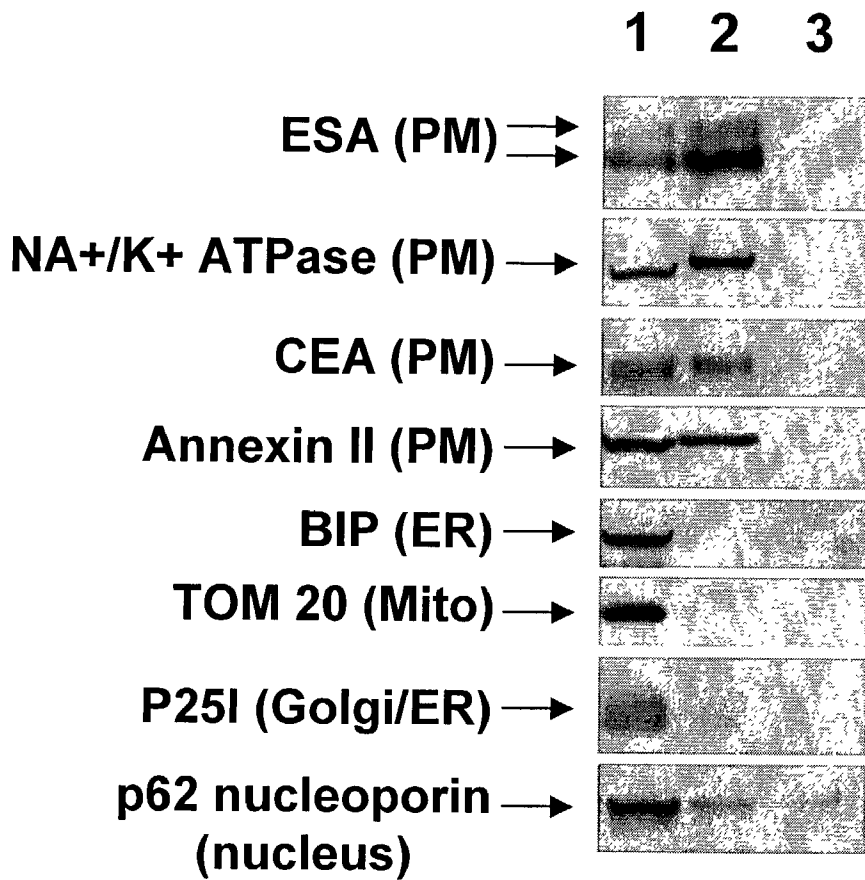 1 2 3
ESA (PM)
NA+/K+ ATPase (PM)
CEA (PM)
Annexin II (PM)
BIP (ER)
TOM 20 (Mito)
P25I (Golgi/ER)
p62 nucleoporin
(nucleus)